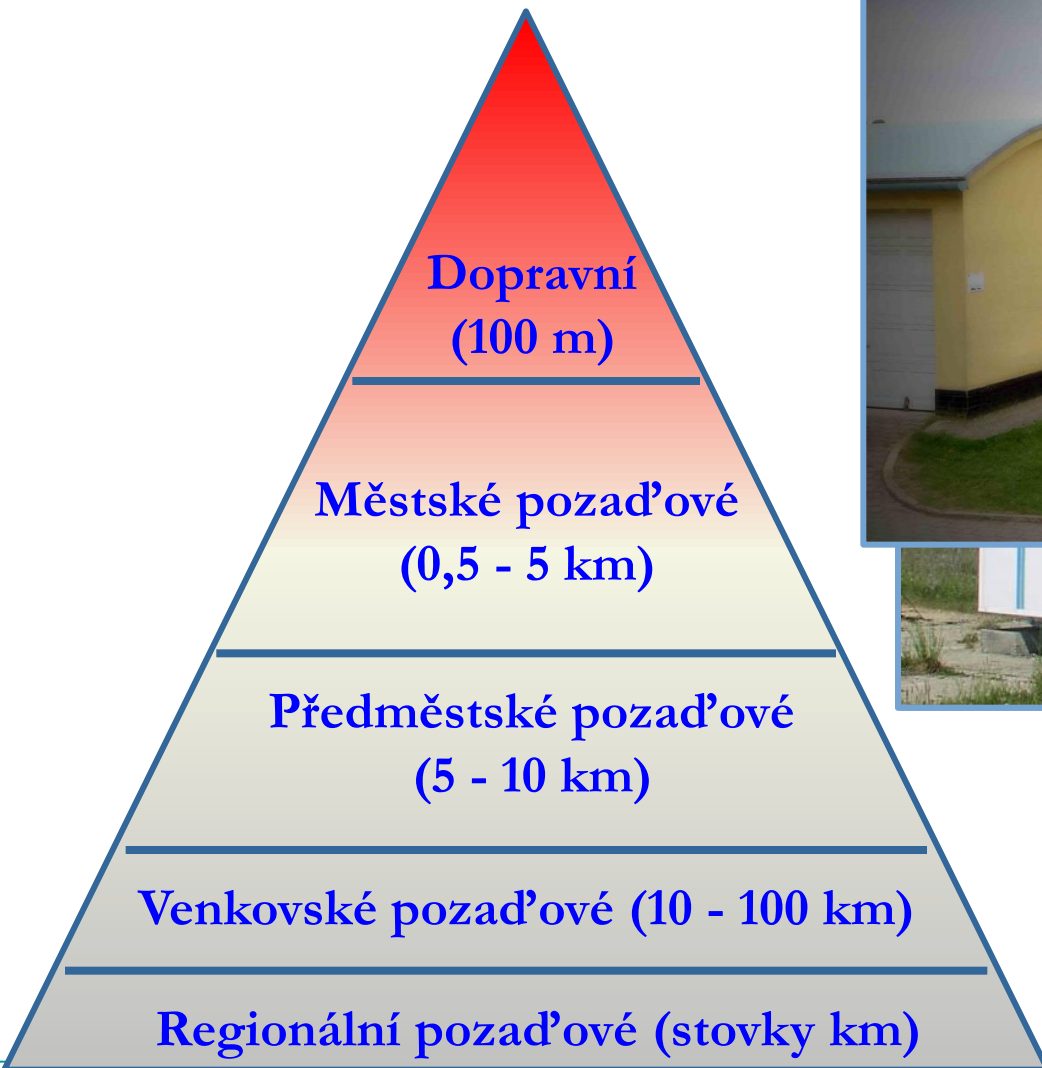 Dopravní
(100 m)
Městské pozaďové
(0,5 - 5 km)
Předměstské pozaďové
(5 - 10 km)
Venkovské pozaďové (10 - 100 km)
Regionální pozaďové (stovky km)